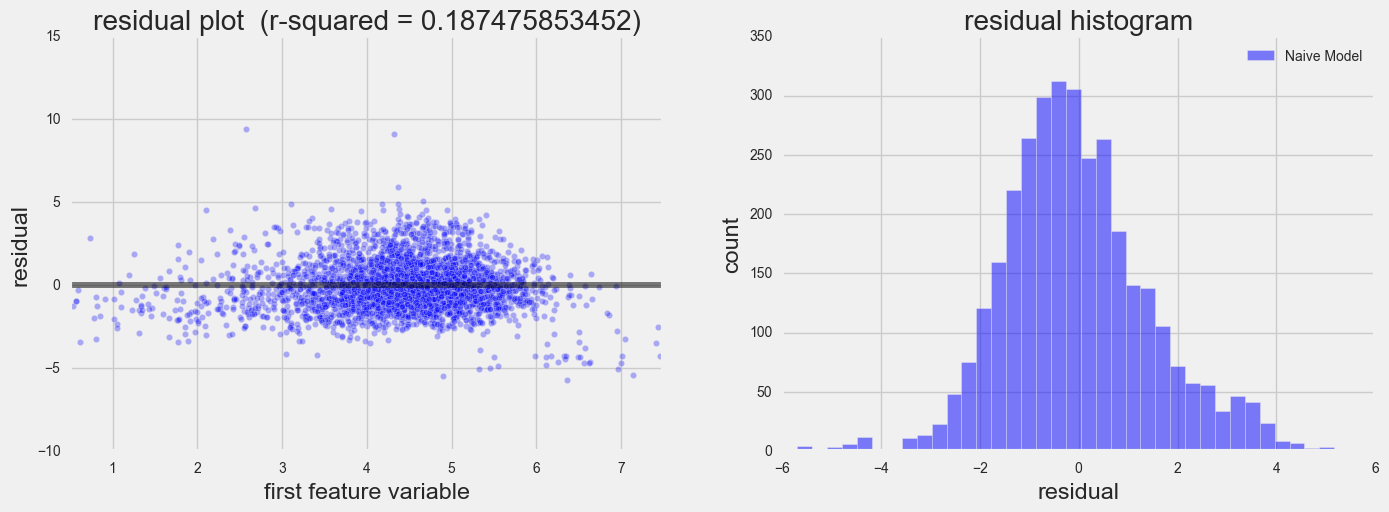 residual plot  (r-squared = 0.187475853452)
15
10
5
0
−5
−10
residual
1 2 3 4 5 6 7
first feature variable
residual histogram
350
300
250
200
150
100
50
0
count
Naive Model
−6 −4 −2 0 2 4 6
residual